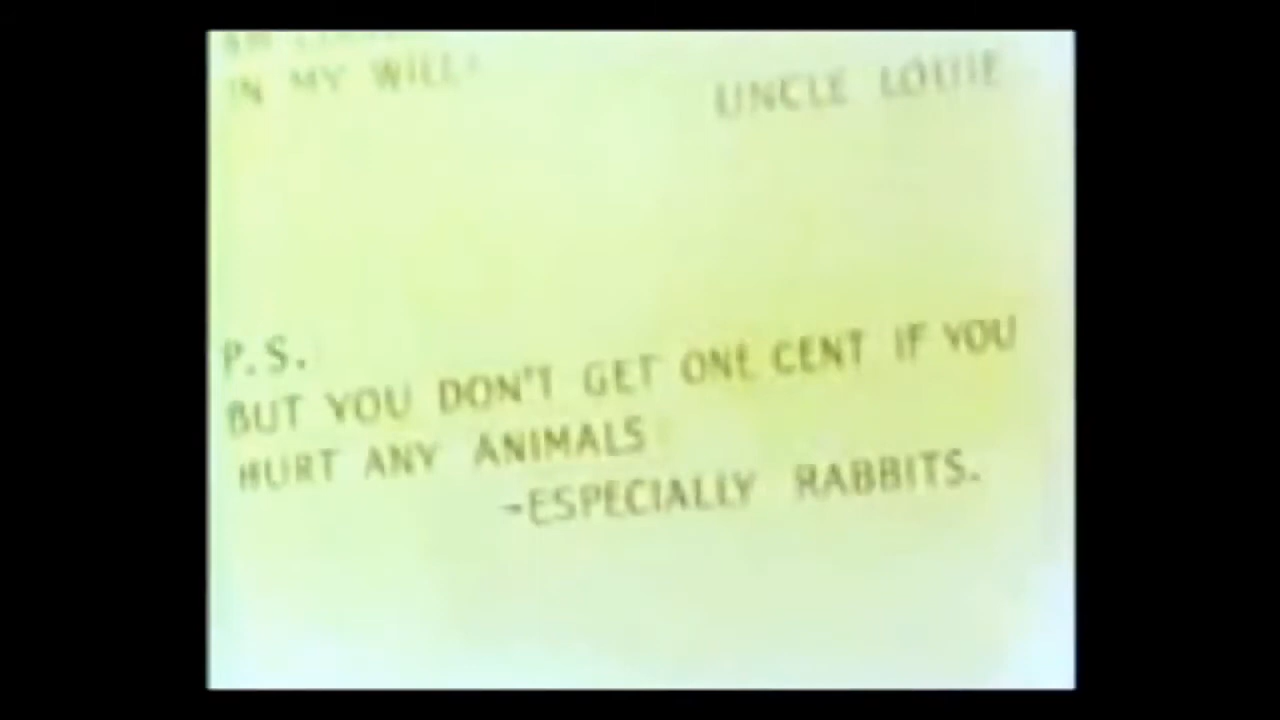 IN MY WILL.
UNCLE LOUIE
P.S.
BUT YOU DON'T GET ONE CENT IF YOU
HURT ANY ANIMALS
-ESPECIALLY RABBITS.